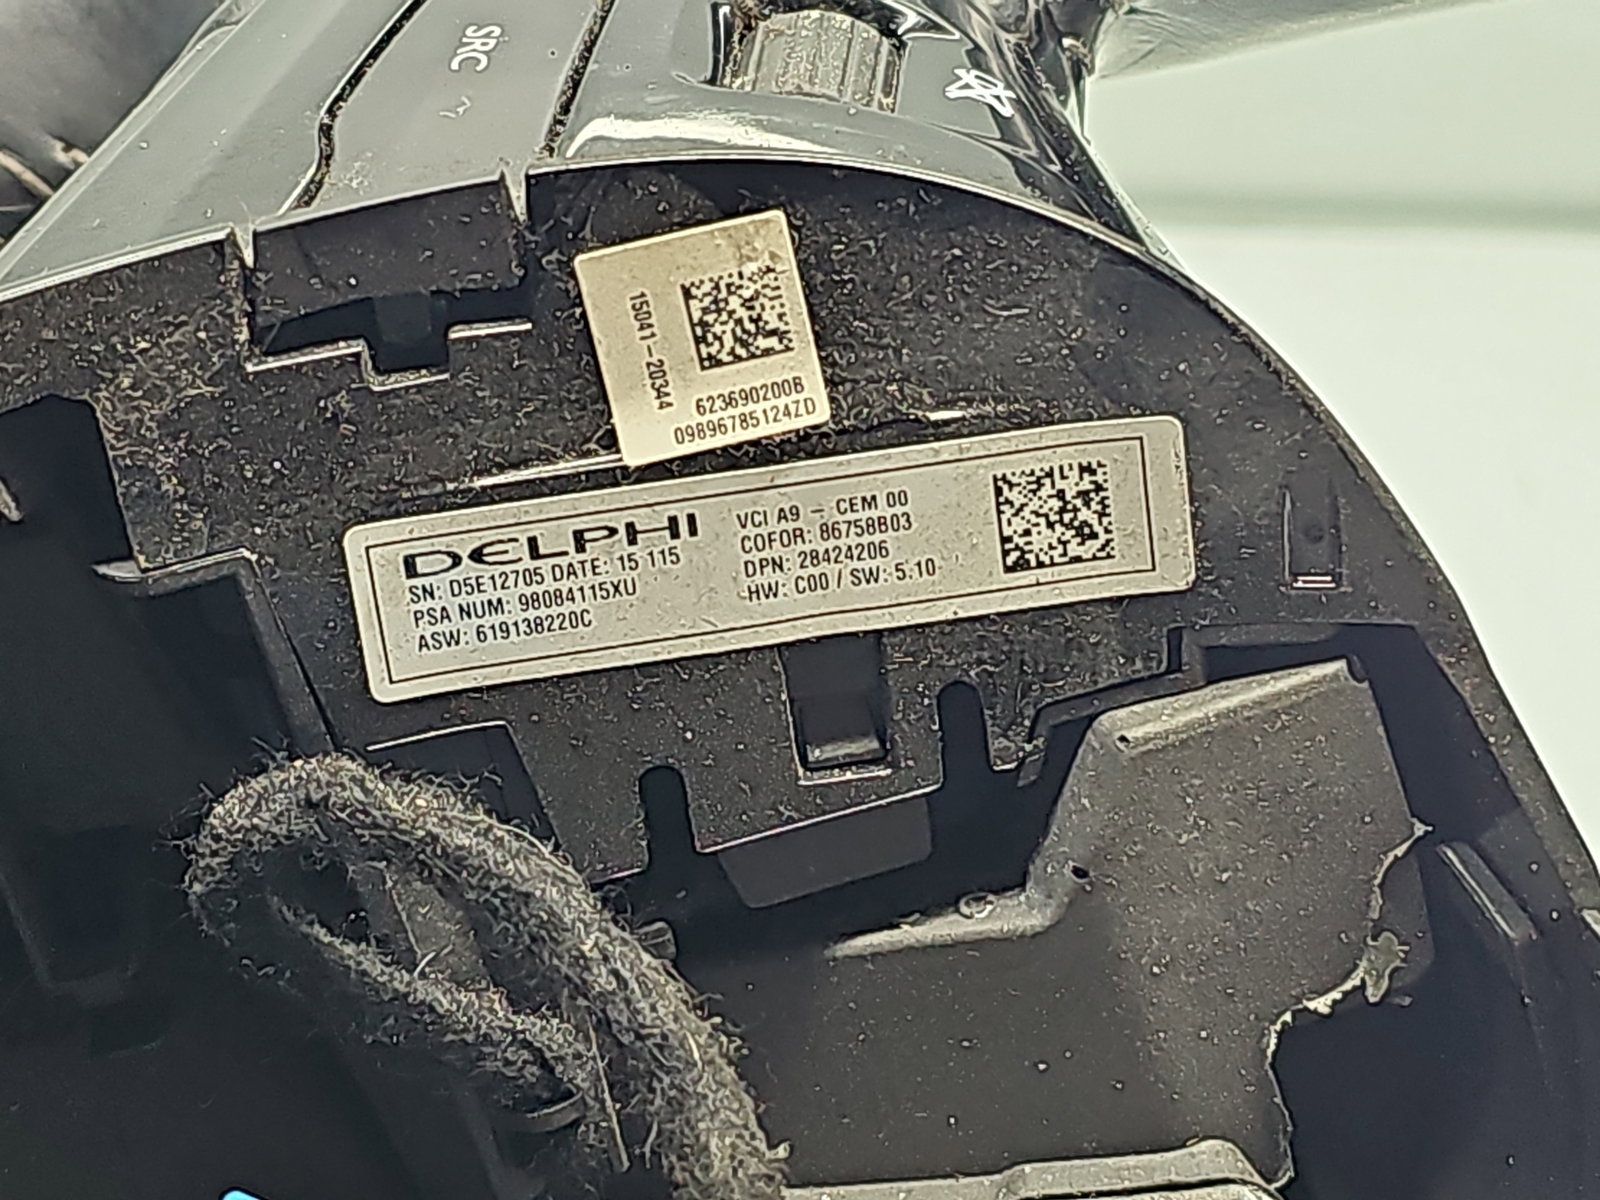 SRC
15041-20344
623690200B
09896785124ZD
DELPHI
SN: D5E12705 DATE: 15 115
PSA NUM: 98084115XU
ASW: 619138220C
VCI A9 - CEM 00
COFOR: 86758B03
DPN: 28424206
HW: C00 / SW: 5.10